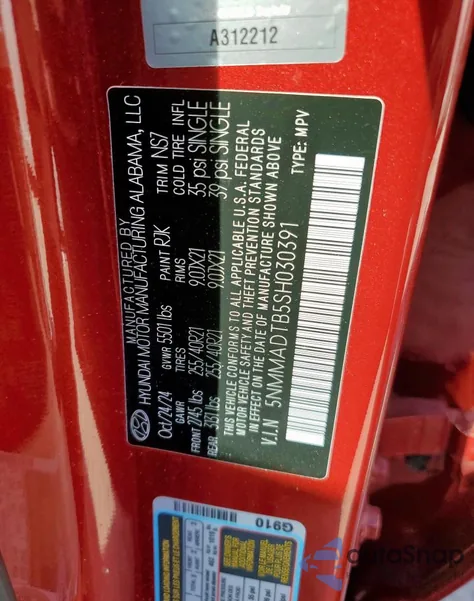 A312212
MANUFACTURED BY
HYUNDAI MOTOR MANUFACTURING ALABAMA, LLC
Oct/24/24 GVWR 5501 lbs PAINT RJK TRIM NS7
GAWR TIRES RIMS COLD TIRE INFL
FRONT 2745 lbs 255/40R21 9.0JX21 35 psi SINGLE
REAR 3031 lbs 255/40R21 9.0JX21 39 psi SINGLE
THIS VEHICLE CONFORMS TO ALL APPLICABLE U.S.A. FEDERAL
MOTOR VEHICLE SAFETY AND THEFT PREVENTION STANDARDS
IN EFFECT ON THE DATE OF MANUFACTURE SHOWN ABOVE
V.I.N 5NMMADTB5SH030391 TYPE: MPV
G910
autoSnap